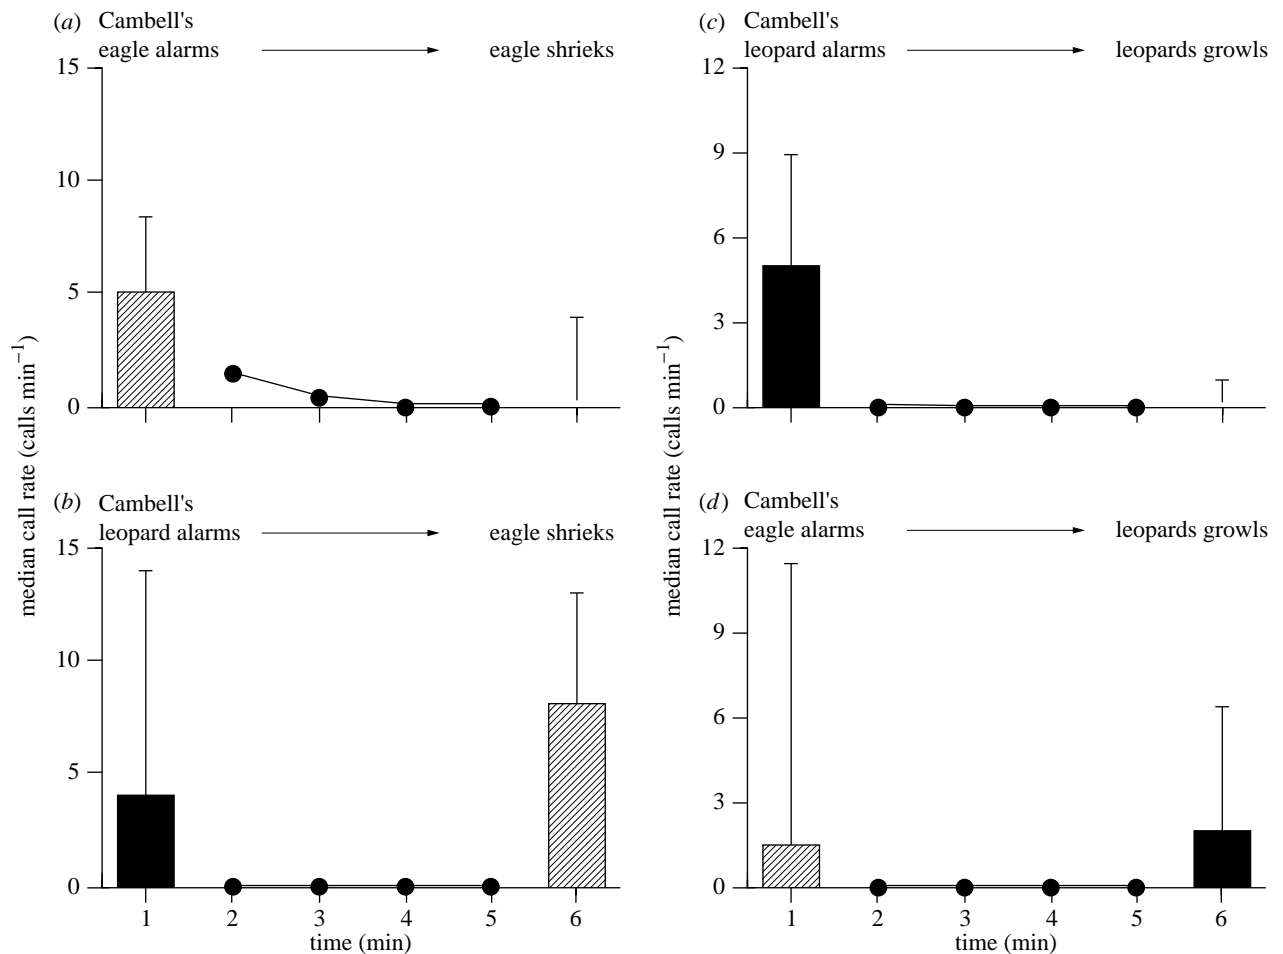 (a) Cambell's
eagle alarms eagle shrieks
15
10
5
0
(c) Cambell's
leopard alarms leopards growls
12
9
6
3
0
(b) Cambell's
leopard alarms eagle shrieks
15
10
5
0
1 2 3 4 5 6
time (min)
median call rate (calls min−1)
(d) Cambell's
eagle alarms leopards growls
12
9
6
3
0
1 2 3 4 5 6
time (min)
median call rate (calls min−1)